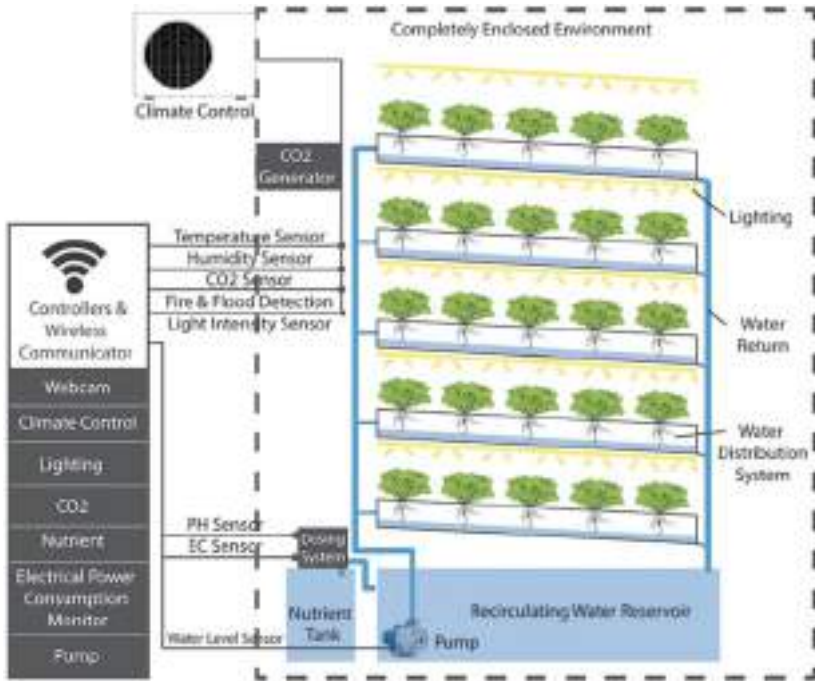 Completely Enclosed Environment
Climate Control
CO2
Generator
Lighting
Temperature Sensor
Humidity Sensor
CO2 Sensor
Fire & Flood Detection
Light Intensity Sensor
Controllers &
Wireless
Communicator
Water
Return
Webcam
Climate Control
Lighting
CO2
Nutrient
Electrical Power
Consumption
Monitor
Pump
Water
Distribution
System
PH Sensor
EC Sensor
Dosing
System
Nutrient
Tank
Recirculating Water Reservoir
Water Level Sensor
Pump